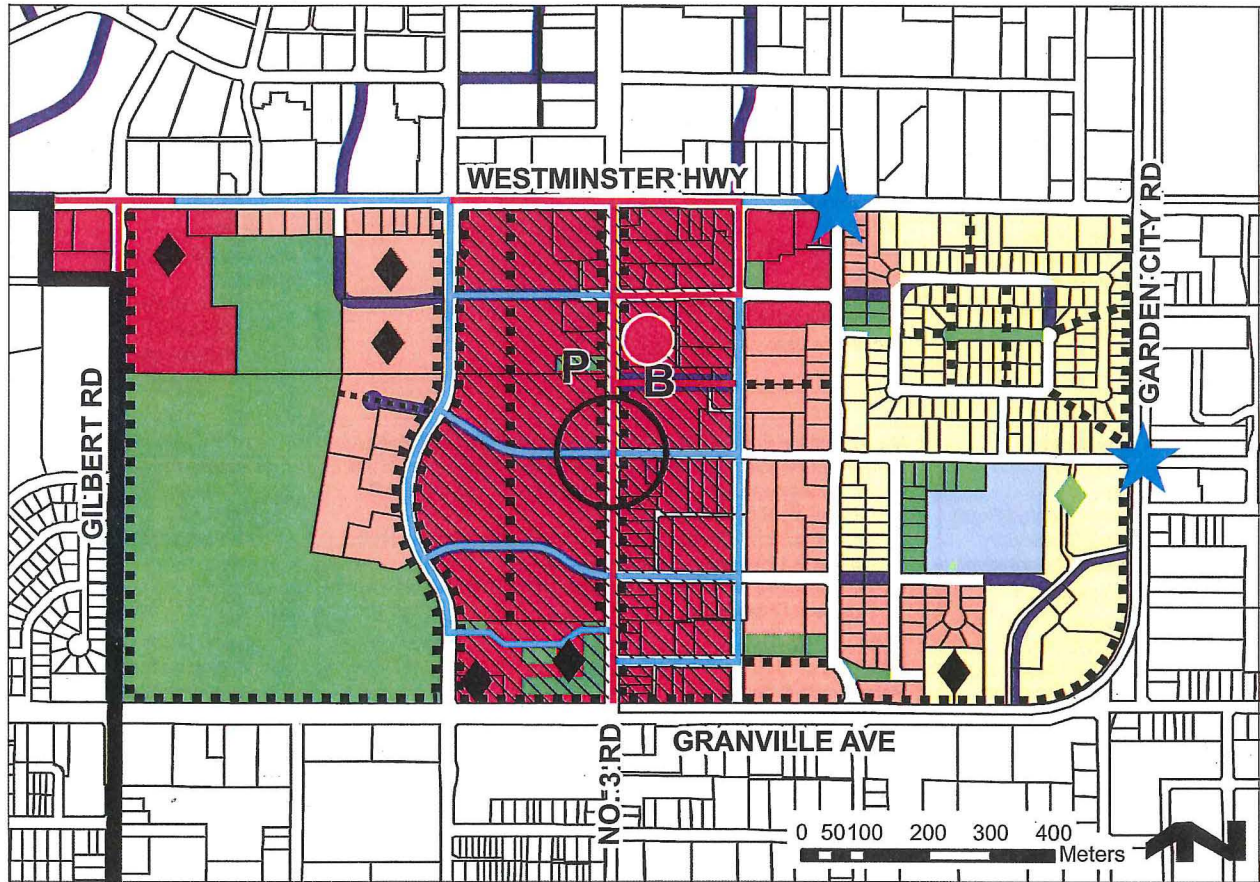 WESTMINSTER HWY
GARDEN CITY RD
GILBERT RD
P
B
NO. 3 RD
GRANVILLE AVE
0 50 100 200 300 400
Meters
N